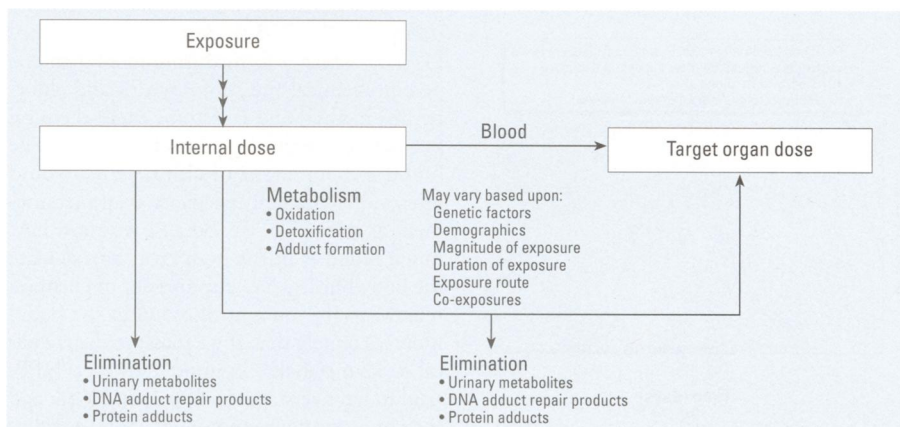 Exposure
Internal dose
Blood
Target organ dose
Metabolism
• Oxidation
• Detoxification
• Adduct formation
May vary based upon:
Genetic factors
Demographics
Magnitude of exposure
Duration of exposure
Exposure route
Co-exposures
Elimination
• Urinary metabolites
• DNA adduct repair products
• Protein adducts
Elimination
• Urinary metabolites
• DNA adduct repair products
• Protein adducts